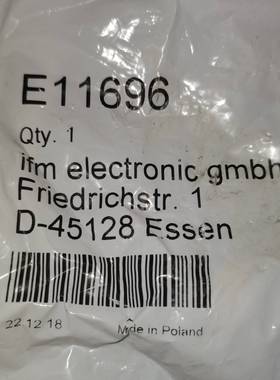 E11696
Qty. 1
ifm electronic gmbh
Friedrichstr. 1
D-45128 Essen
22.12.18 Made in Poland